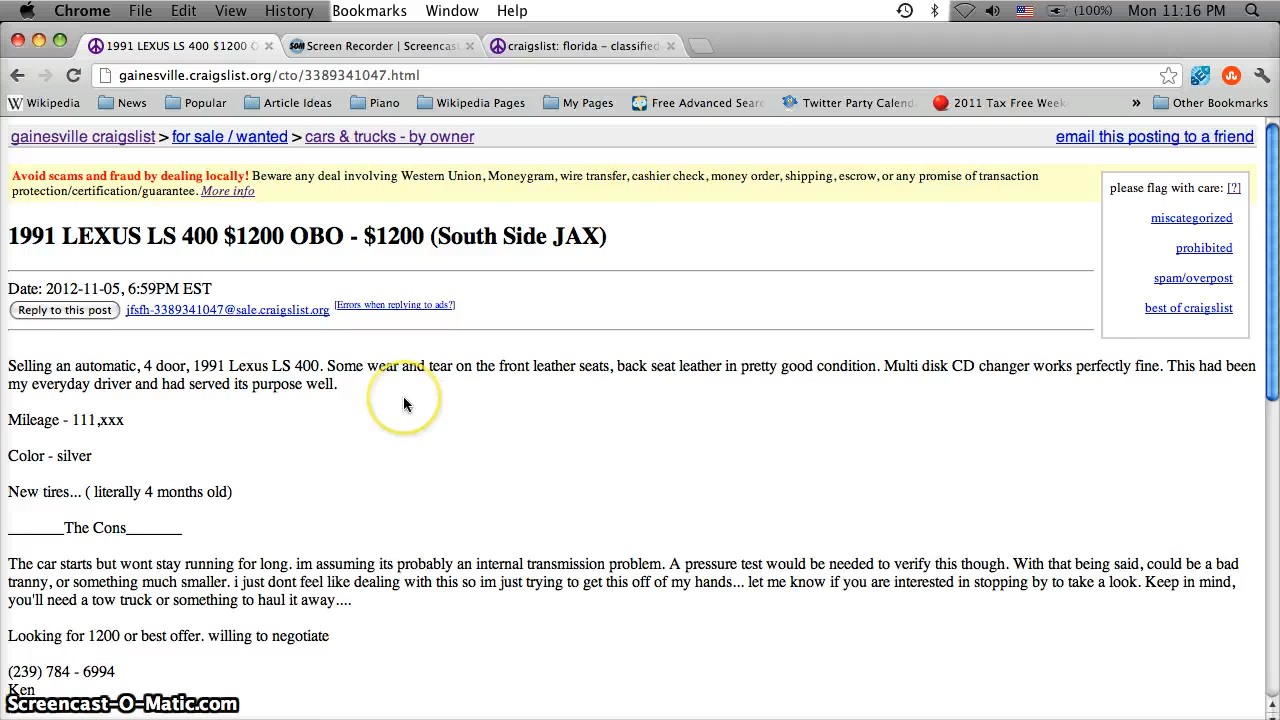 Chrome File Edit View History Bookmarks Window Help (100%) Mon 11:16 PM
1991 LEXUS LS 400 $1200 O Screen Recorder | Screencast craigslist: florida – classified
gainesville.craigslist.org/cto/3389341047.html
Wikipedia News Popular Article Ideas Piano Wikipedia Pages My Pages Free Advanced Sear Twitter Party Calend 2011 Tax Free Week » Other Bookmarks
gainesville craigslist > for sale / wanted > cars & trucks - by owner email this posting to a friend
Avoid scams and fraud by dealing locally! Beware any deal involving Western Union, Moneygram, wire transfer, cashier check, money order, shipping, escrow, or any promise of transaction
protection/certification/guarantee. More info
please flag with care: [?]
miscategorized
prohibited
spam/overpost
best of craigslist
1991 LEXUS LS 400 $1200 OBO - $1200 (South Side JAX)
Date: 2012-11-05, 6:59PM EST
Reply to this post jfsfh-3389341047@sale.craigslist.org [Errors when replying to ads?]
Selling an automatic, 4 door, 1991 Lexus LS 400. Some wear and tear on the front leather seats, back seat leather in pretty good condition. Multi disk CD changer works perfectly fine. This had been
my everyday driver and had served its purpose well.
Mileage - 111,xxx
Color - silver
New tires... ( literally 4 months old)
_______The Cons_______
The car starts but wont stay running for long. im assuming its probably an internal transmission problem. A pressure test would be needed to verify this though. With that being said, could be a bad
tranny, or something much smaller. i just dont feel like dealing with this so im just trying to get this off of my hands... let me know if you are interested in stopping by to take a look. Keep in mind,
you'll need a tow truck or something to haul it away....
Looking for 1200 or best offer. willing to negotiate
(239) 784 - 6994
Ken
Screencast-O-Matic.com